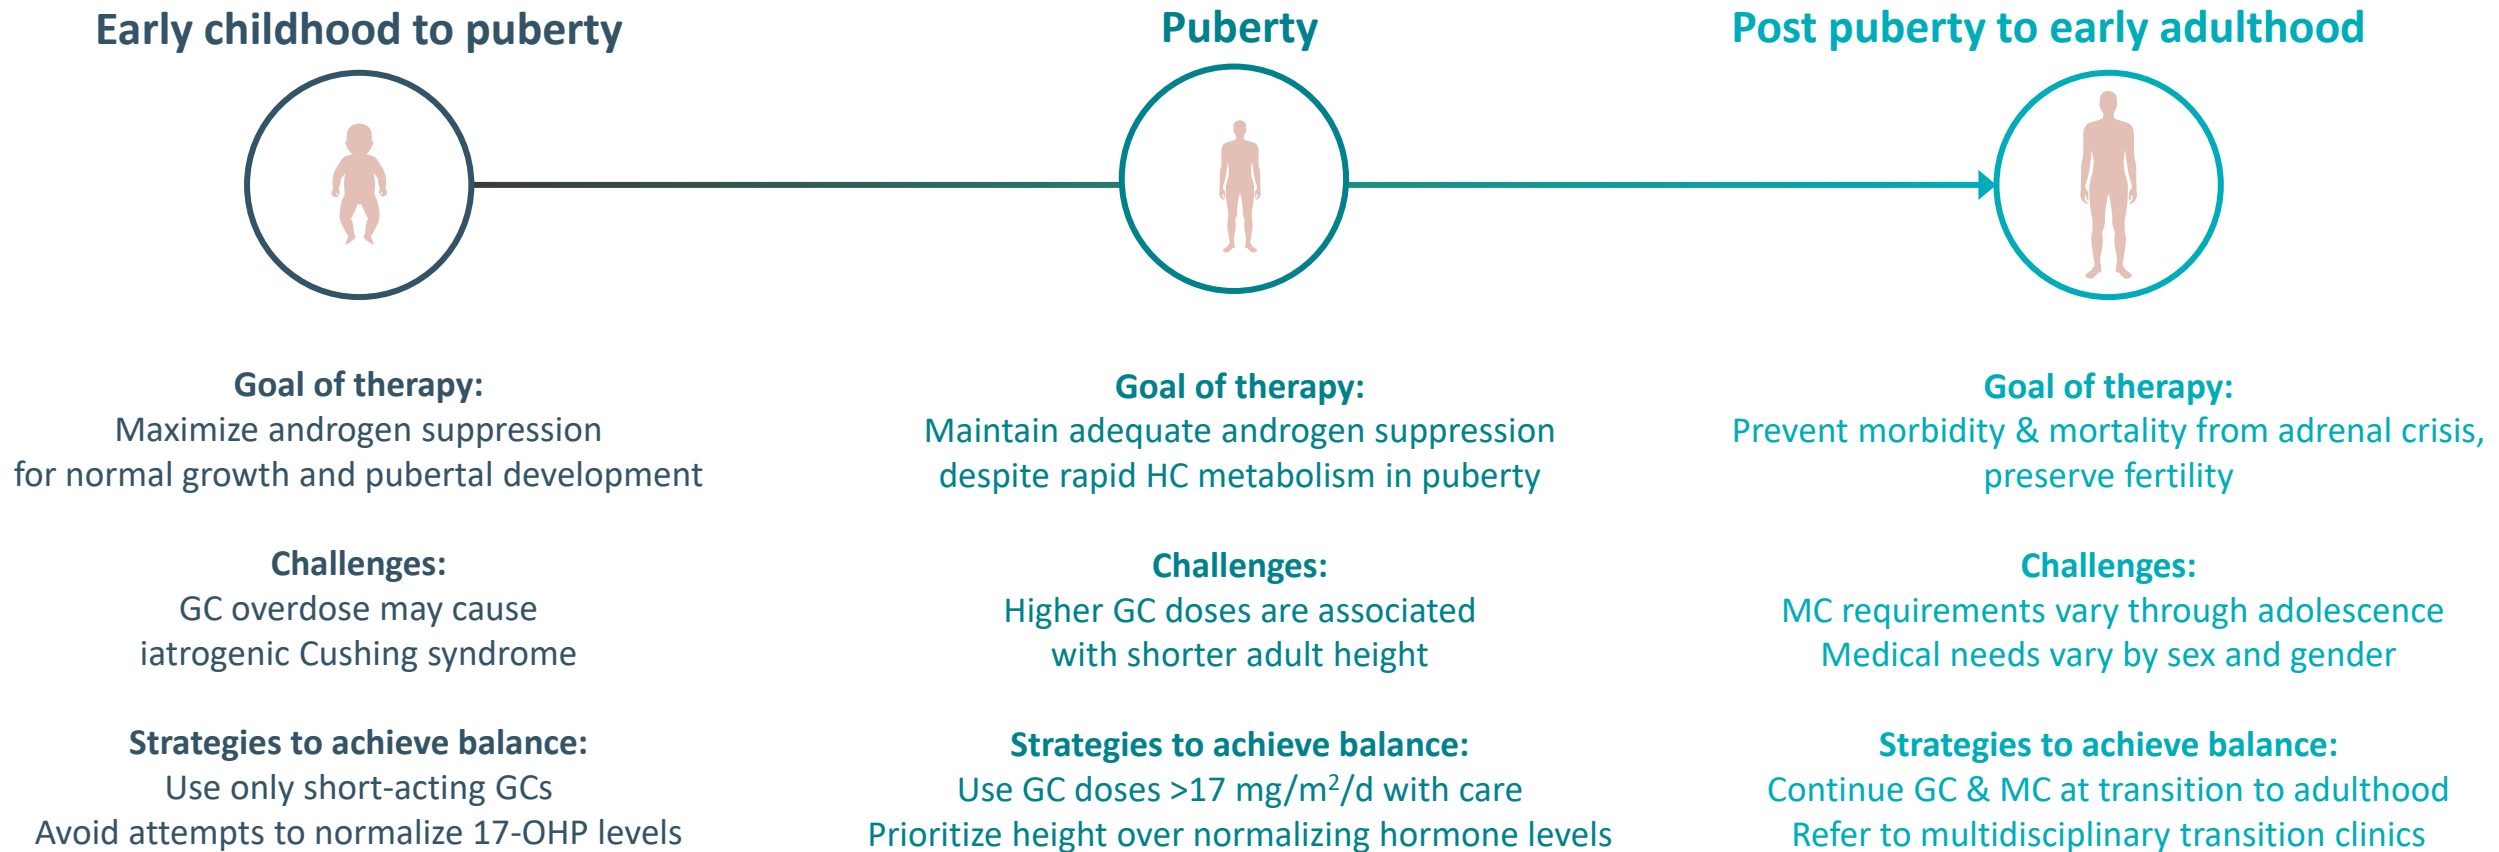 Early childhood to puberty
Goal of therapy:
Maximize androgen suppression
for normal growth and pubertal development
Challenges:
GC overdose may cause
iatrogenic Cushing syndrome
Strategies to achieve balance:
Use only short-acting GCs
Avoid attempts to normalize 17-OHP levels
Puberty
Goal of therapy:
Maintain adequate androgen suppression
despite rapid HC metabolism in puberty
Challenges:
Higher GC doses are associated
with shorter adult height
Strategies to achieve balance:
Use GC doses >17 mg/m²/d with care
Prioritize height over normalizing hormone levels
Post puberty to early adulthood
Goal of therapy:
Prevent morbidity & mortality from adrenal crisis,
preserve fertility
Challenges:
MC requirements vary through adolescence
Medical needs vary by sex and gender
Strategies to achieve balance:
Continue GC & MC at transition to adulthood
Refer to multidisciplinary transition clinics